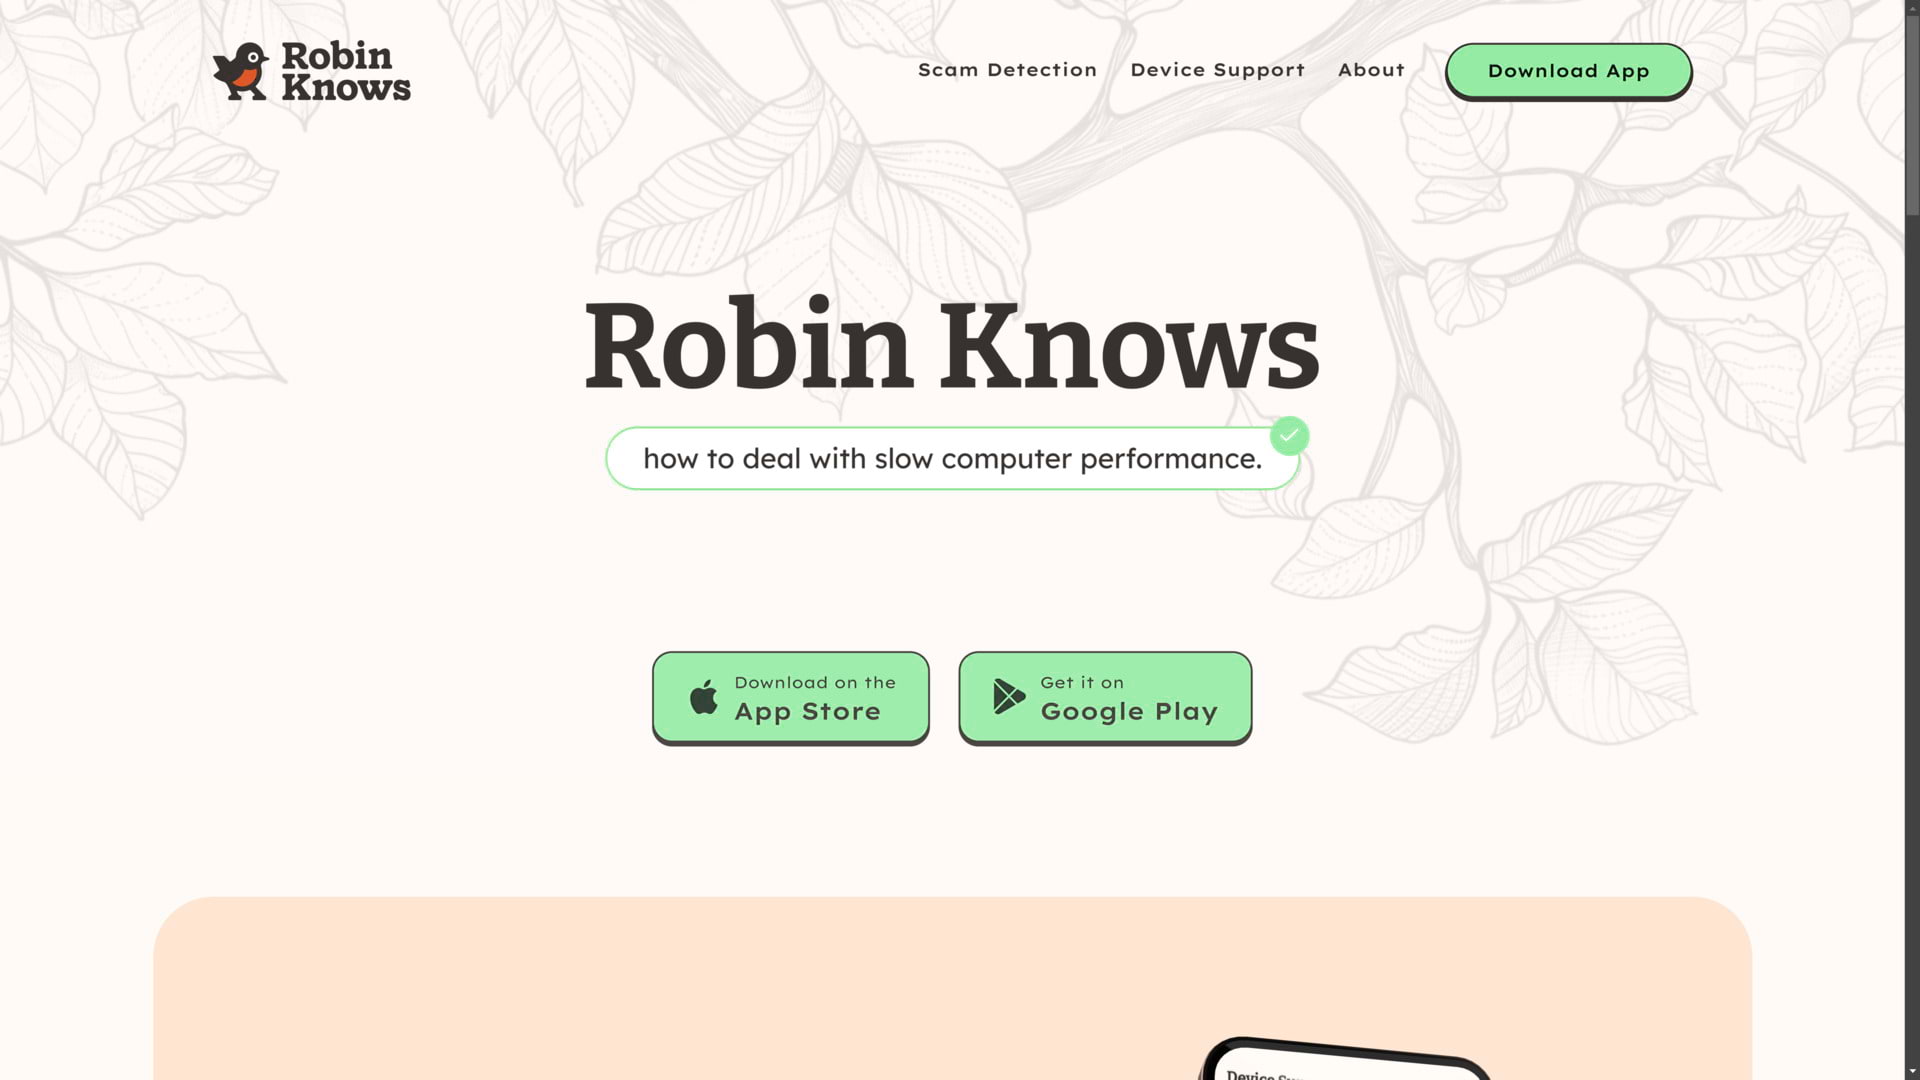 Robin
Knows
Scam Detection
Device Support
About
Download App
Robin Knows
how to deal with slow computer performance.
Download on the
App Store
Get it on
Google Play
Device